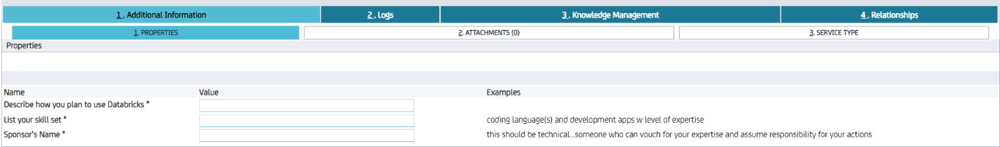 1. Additional Information 2. Logs 3. Knowledge Management 4. Relationships
1. PROPERTIES 2. ATTACHMENTS (0) 3. SERVICE TYPE
Properties
Name Value Examples
Describe how you plan to use Databricks *
List your skill set * coding language(s) and development apps w level of expertise
Sponsor's Name * this should be technical...someone who can vouch for your expertise and assume responsibility for your actions